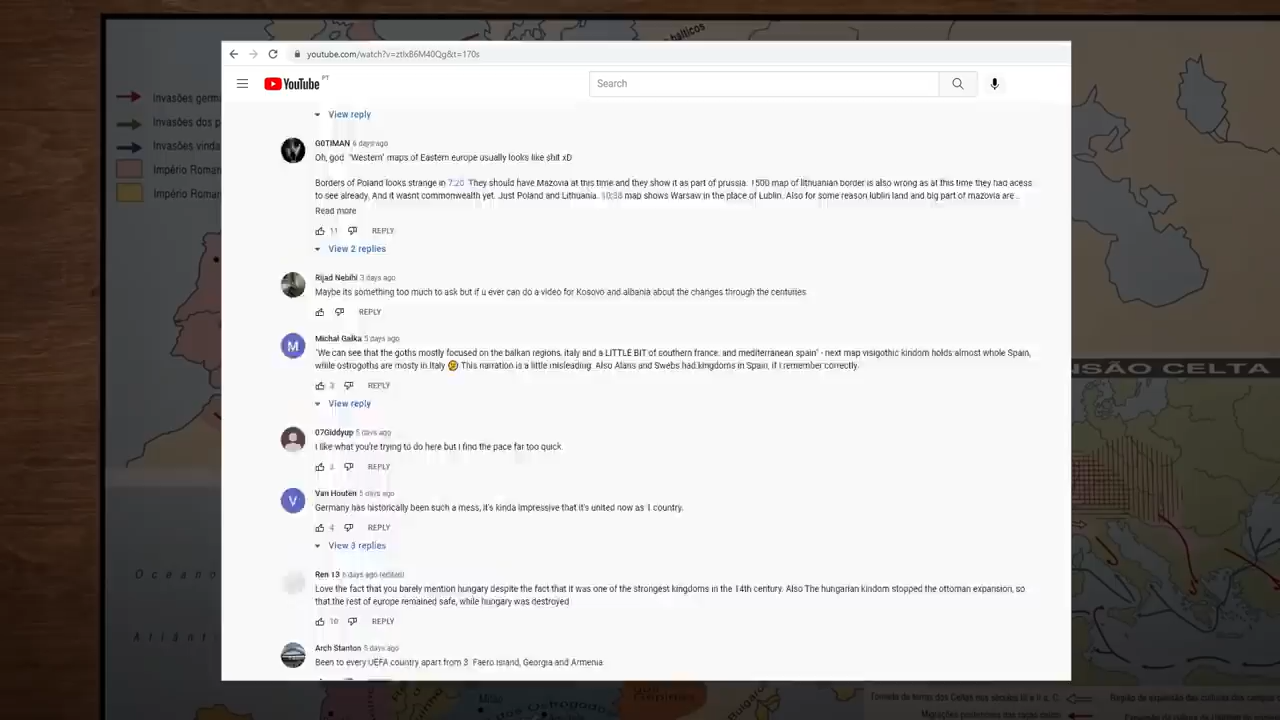 bálticos
youtube.com/watch?v=ztlxB6M40Qg&t=170s
Invasões germ
Invasões dos p
Invasões vinda
Império Roman
Império Roman
YouTube PT
Search
View reply
G0TIMAN 6 days ago
Oh, god "Western" maps of Eastern europe usually looks like shit xD
Borders of Poland looks strange in 7:20 They should have Mazovia at this time and they show it as part of prussia. 1500 map of lithuanian border is also wrong as at this time they had acess
to see already, And it wasnt commonwealth yet. Just Poland and Lithuania. 10:38 map shows Warsaw in the place of Lublin. Also for some reason lublin land and big part of mazovia are ..
Read more
11 REPLY
View 2 replies
Rijad Nebihi 3 days ago
Maybe its something too much to ask but if u ever can do a video for Kosovo and albania about the changes through the centuries
REPLY
M
Michał Gałka 5 days ago
"We can see that the goths mostly focused on the balkan regions, italy and a LITTLE BIT of southern france, and mediterranean spain" - next map visigothic kindom holds almost whole Spain,
while ostrogoths are mosty in Italy This narration is a little misleading. Also Alans and Swebs had kingdoms in Spain, if I remember correctly.
3 REPLY
View reply
NSÃO CELTA
07Giddyup 5 days ago
I like what you're trying to do here but I find the pace far too quick.
REPLY
V
Van Houten 5 days ago
Germany has historically been such a mess, it's kinda impressive that it's united now as 1 country.
4 REPLY
View 3 replies
Oceano
Ren 13 6 days ago (edited)
Love the fact that you barely mention hungary despite the fact that it was one of the strongest kingdoms in the 14th century. Also The hungarian kindom stopped the ottoman expansion, so
that the rest of europe remained safe, while hungary was destroyed
10 REPLY
Atlânt
Arch Stanton 5 days ago
Been to every UEFA country apart from 3 Faero Island, Georgia and Armenia
Milão
dos Ostrogodos